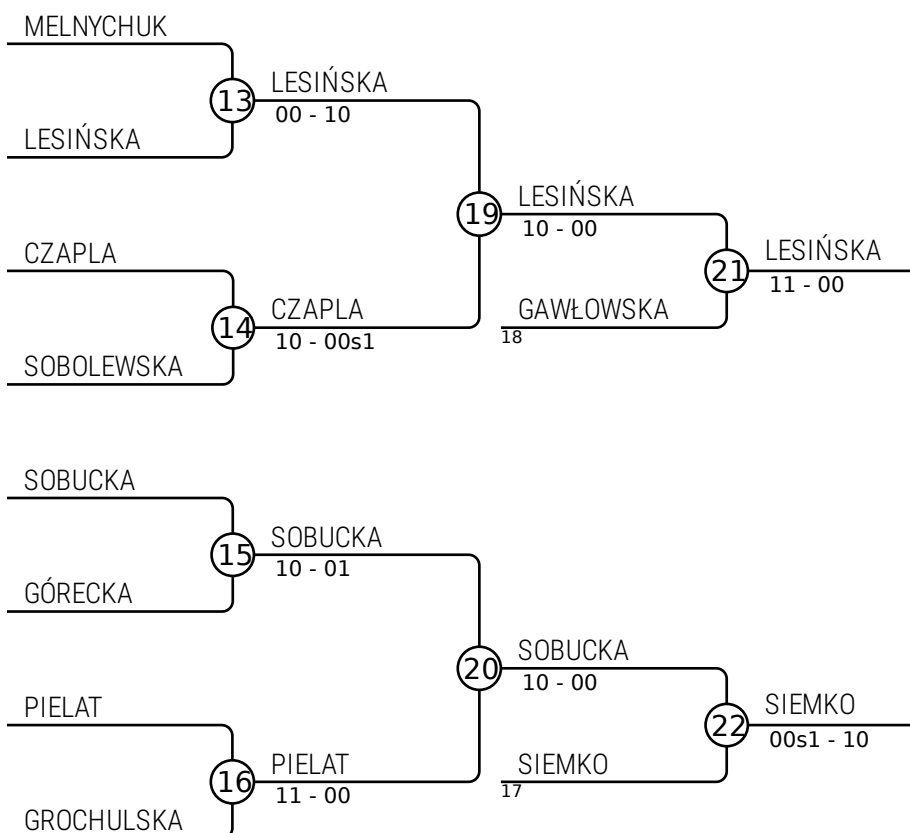 MELNYCHUK
13
LESIŃSKA
00 - 10
LESIŃSKA
19
LESIŃSKA
10 - 00
CZAPLA
14
CZAPLA
10 - 00s1
SOBOLEWSKA
21
LESIŃSKA
11 - 00
GAWŁOWSKA
18
SOBUCKA
15
SOBUCKA
10 - 01
GÓRECKA
20
SOBUCKA
10 - 00
PIELAT
16
PIELAT
11 - 00
GROCHULSKA
22
SIEMKO
00s1 - 10
SIEMKO
17